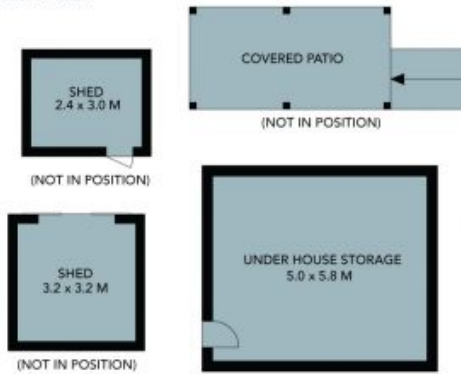 SHED
2.4 x 3.0 M
(NOT IN POSITION)
COVERED PATIO
(NOT IN POSITION)
SHED
3.2 x 3.2 M
(NOT IN POSITION)
UNDER HOUSE STORAGE
5.0 x 5.8 M